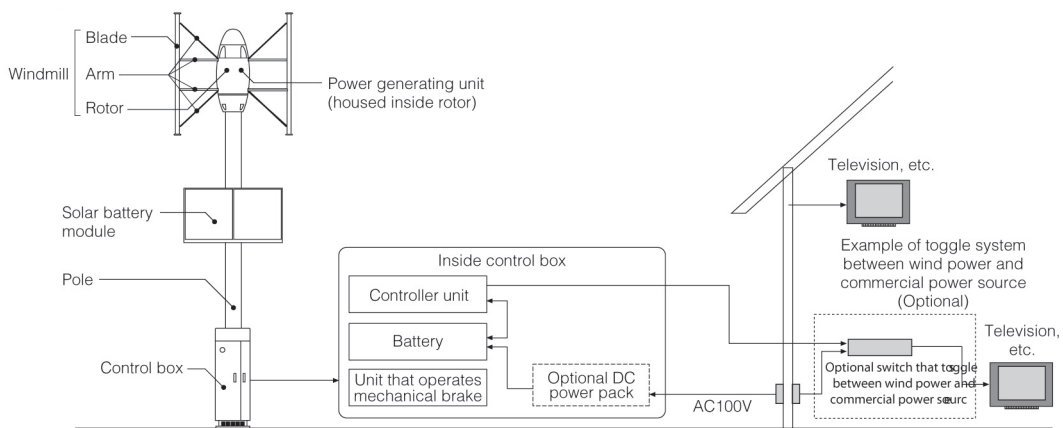 Windmill
Blade
Arm
Rotor
Power generating unit
(housed inside rotor)
Solar battery
module
Pole
Control box
Inside control box
Controller unit
Battery
Unit that operates
mechanical brake
Optional DC
power pack
AC100V
Television, etc.
Example of toggle system
between wind power and
commercial power source
(Optional)
Television,
etc.
Optional switch that toggle
between wind power and
commercial power sourc